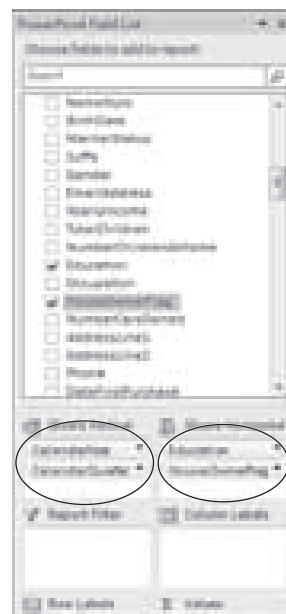 PowerPivot Field List
Choose fields to add to report:
Search
NameStyle
BirthDate
MaritalStatus
Suffix
Gender
EmailAddress
YearlyIncome
TotalChildren
NumberChildrenAtHome
Education
Occupation
HouseOwnerFlag
NumberCarsOwned
AddressLine1
AddressLine2
Phone
DateFirstPurchase
Slicers Vertical
Slicers Horizontal
CalendarYear
Education
CalendarQuarter
HouseOwnerFlag
Report Filter
Column Labels
Row Labels
Values